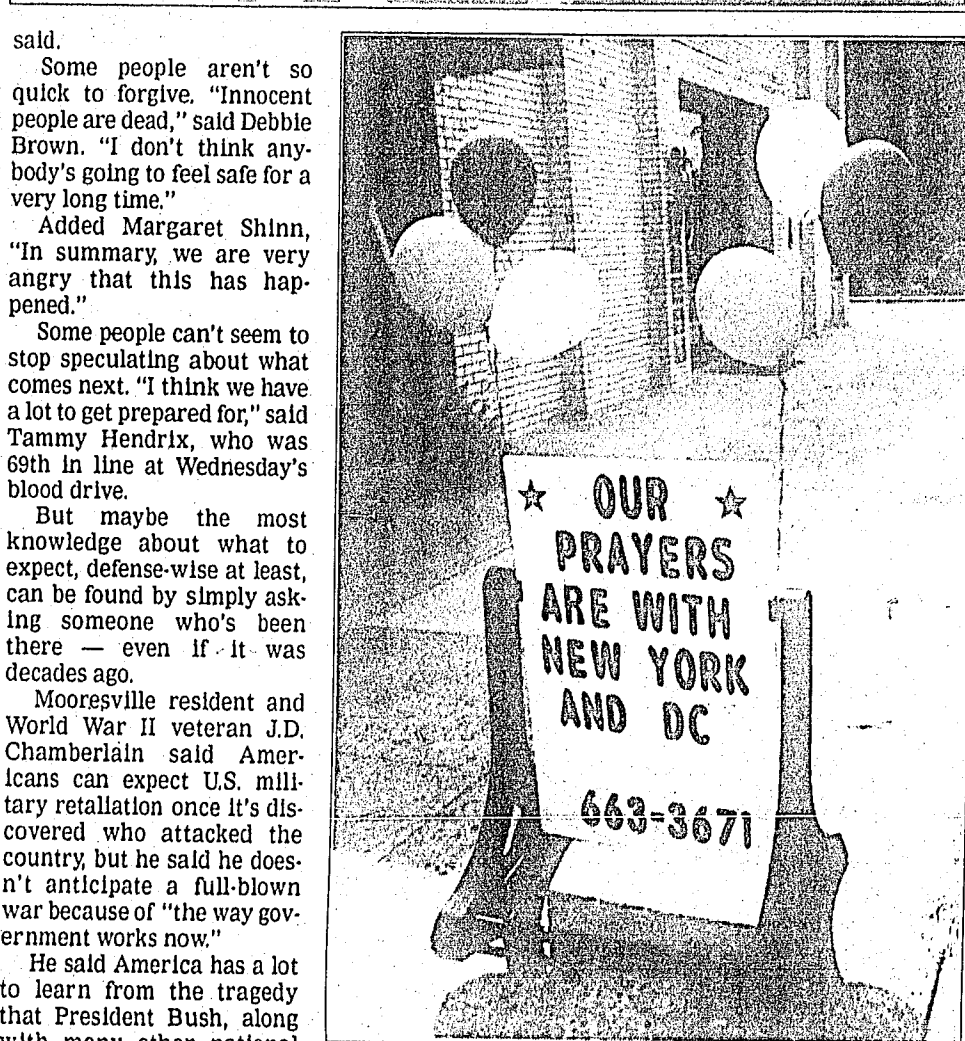 said.
Some people aren't so
quick to forgive. "Innocent
people are dead," said Debbie
Brown. "I don't think any-
body's going to feel safe for a
very long time."
Added Margaret Shinn,
"In summary, we are very
angry that this has hap-
pened."
Some people can't seem to
stop speculating about what
comes next. "I think we have
a lot to get prepared for," said
Tammy Hendrix, who was
69th in line at Wednesday's
blood drive.
But maybe the most
knowledge about what to
expect, defense-wise at least,
can be found by simply ask-
ing someone who's been
there — even if it was
decades ago.
Mooresville resident and
World War II veteran J.D.
Chamberlain said Amer-
icans can expect U.S. mili-
tary retaliation once it's dis-
covered who attacked the
country, but he said he does-
n't anticipate a full-blown
war because of "the way gov-
ernment works now."
He said America has a lot
to learn from the tragedy
that President Bush, along
with many other national
OUR
PRAYERS
ARE WITH
NEW YORK
AND DC
663-3671